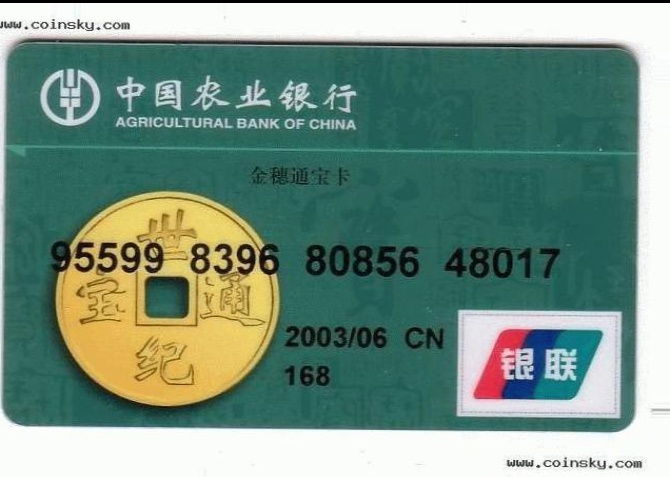 www.coinsky.com
中国农业银行
AGRICULTURAL BANK OF CHINA
金穗通宝卡
世
宝 通
纪
95599 8396 80856 48017
2003/06 CN
168
银联
www.coinsky.com